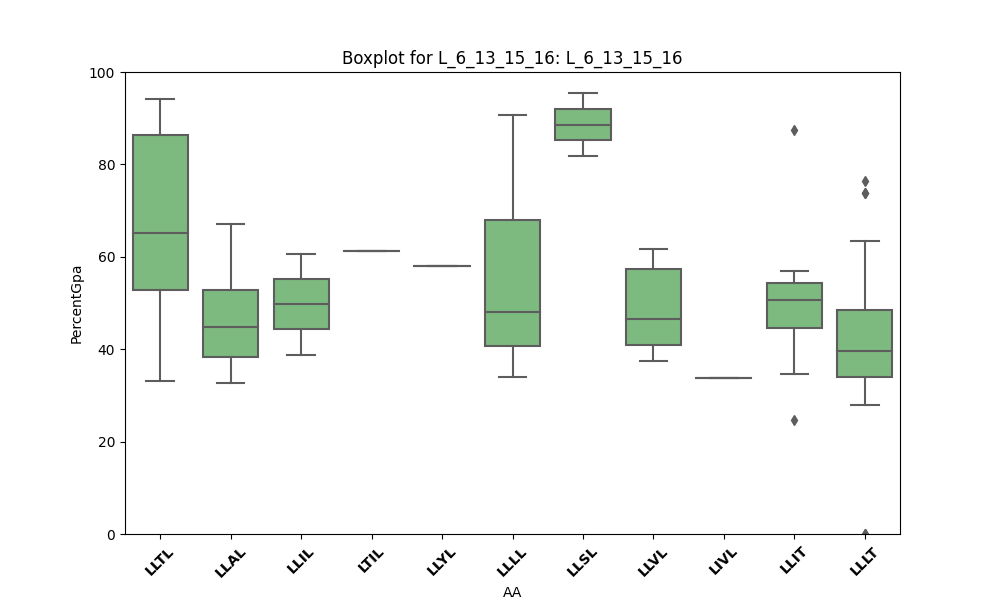 Boxplot for L_6_13_15_16: L_6_13_15_16
100
80
60
40
20
0
PercentGpa
LLTL
LLAL
LLIL
LTIL
LLYL
LLLL
LLSL
LLVL
LIVL
LLIT
LLLT
AA